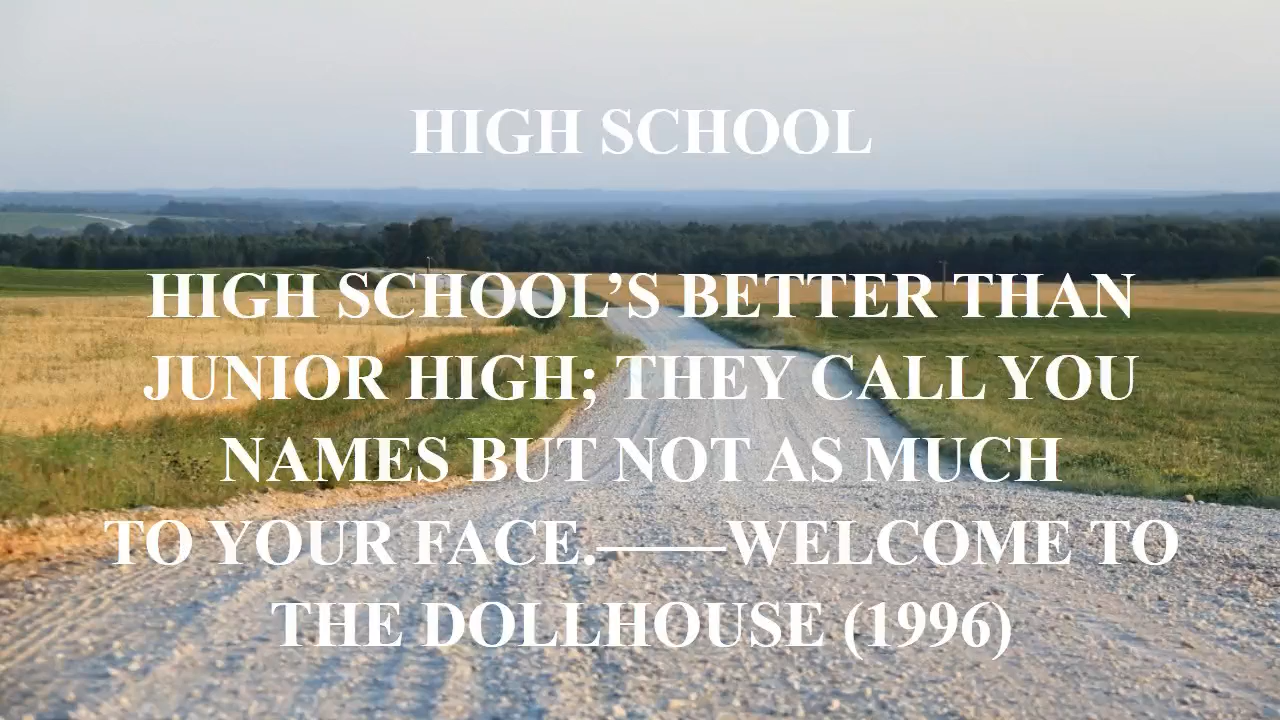 HIGH SCHOOL
HIGH SCHOOL’S BETTER THAN
JUNIOR HIGH; THEY CALL YOU
NAMES BUT NOT AS MUCH
TO YOUR FACE.——WELCOME TO
THE DOLLHOUSE (1996)